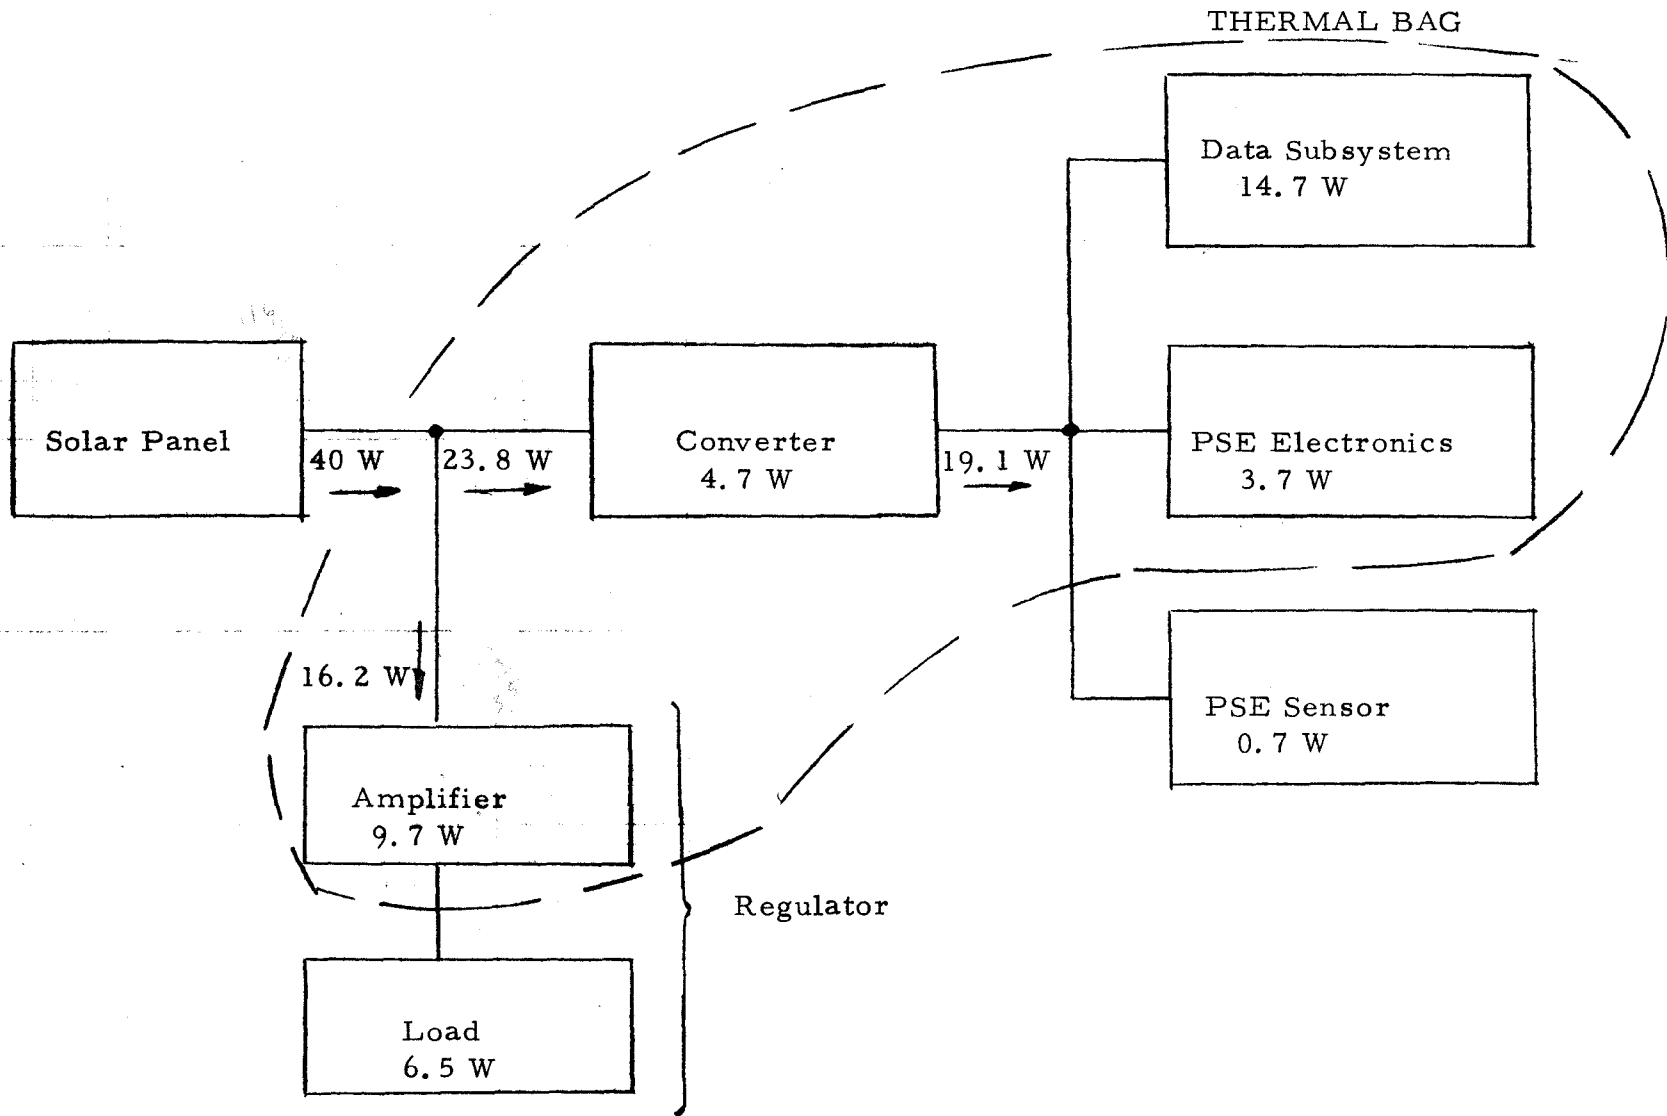 THERMAL BAG
Data Subsystem
14.7 W
Solar Panel
40 W
23.8 W
Converter
4.7 W
19.1 W
PSE Electronics
3.7 W
16.2 W
PSE Sensor
0.7 W
Amplifier
9.7 W
Regulator
Load
6.5 W